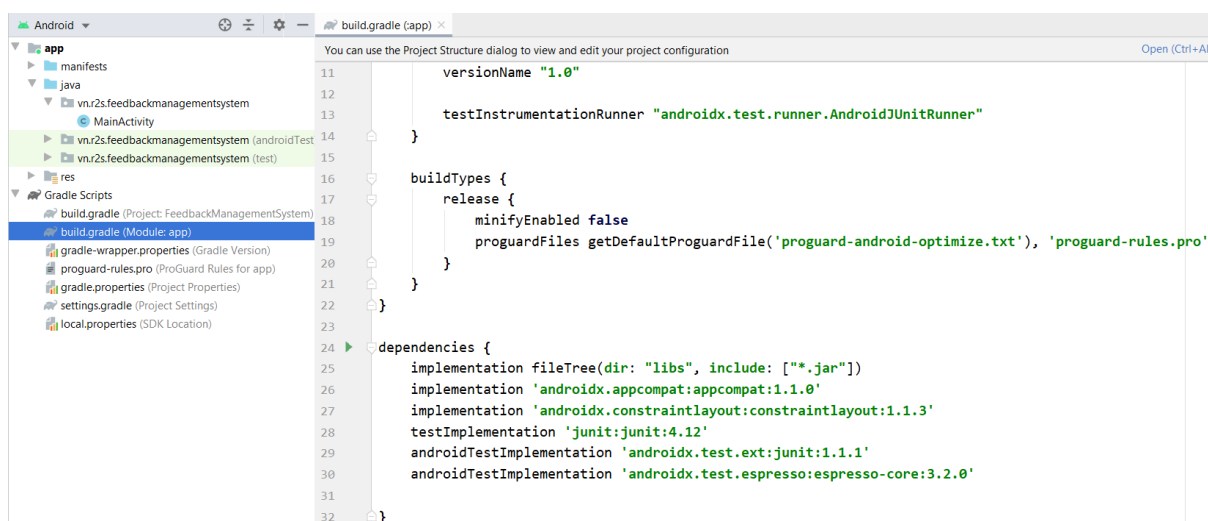 Android
app
manifests
java
vn.r2s.feedbackmanagementsystem
MainActivity
vn.r2s.feedbackmanagementsystem (androidTest
vn.r2s.feedbackmanagementsystem (test)
res
Gradle Scripts
build.gradle (Project: FeedbackManagementSystem)
build.gradle (Module: app)
gradle-wrapper.properties (Gradle Version)
proguard-rules.pro (ProGuard Rules for app)
gradle.properties (Project Properties)
settings.gradle (Project Settings)
local.properties (SDK Location)
build.gradle (:app)
You can use the Project Structure dialog to view and edit your project configuration Open (Ctrl+Al
11 versionName "1.0"
12
13 testInstrumentationRunner "androidx.test.runner.AndroidJUnitRunner"
14 }
15
16 buildTypes {
17 release {
18 minifyEnabled false
19 proguardFiles getDefaultProguardFile('proguard-android-optimize.txt'), 'proguard-rules.pro'
20 }
21 }
22 }
23
24 dependencies {
25 implementation fileTree(dir: "libs", include: ["*.jar"])
26 implementation 'androidx.appcompat:appcompat:1.1.0'
27 implementation 'androidx.constraintlayout:constraintlayout:1.1.3'
28 testImplementation 'junit:junit:4.12'
29 androidTestImplementation 'androidx.test.ext:junit:1.1.1'
30 androidTestImplementation 'androidx.test.espresso:espresso-core:3.2.0'
31
32 }